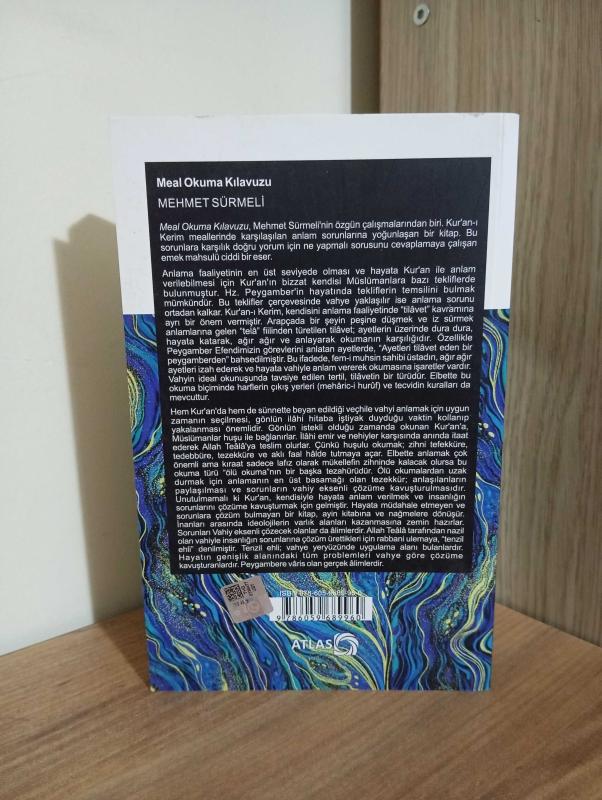 Meal Okuma Kılavuzu
MEHMET SÜRMELİ
Meal Okuma Kılavuzu, Mehmet Sürmeli'nin özgün çalışmalarından biri. Kur'an-ı
Kerim meallerinde karşılaşılan anlam sorunlarına yoğunlaşan bir kitap. Bu
sorunlara karşılık doğru yorum için ne yapmalı sorusunu cevaplamaya çalışan
emek mahsulü ciddi bir eser.
Anlama faaliyetinin en üst seviyede olması ve hayata Kur'an ile anlam
verilebilmesi için Kur'an'ın bizzat kendisi Müslümanlara bazı tekliflerde
bulunmuştur. Hz. Peygamber'in hayatında tekliflerin temsilini bulmak
mümkündür. Bu teklifler çerçevesinde vahye yaklaşılır ise anlama sorunu
ortadan kalkar. Kur'an-ı Kerim, kendisini anlama faaliyetinde "tilâvet" kavramına
ayrı bir önem vermiştir. Arapçada bir şeyin peşine düşmek ve iz sürmek
anlamlarına gelen "telâ" fiilinden türetilen tilâvet; ayetlerin üzerinde dura dura,
hayata katarak, ağır ağır ve anlayarak okumanın karşılığıdır. Özellikle
Peygamber Efendimizin görevlerini anlatan ayetlerde, "Ayetleri tilâvet eden bir
peygamberden" bahsedilmiştir. Bu ifadede, fem-i muhsin sahibi üstadın, ağır ağır
ayetleri izah ederek ve hayata vahiyle anlam vererek okumasına işaretler vardır.
Vahyin ideal okunuşunda tavsiye edilen tertil, tilâvetin bir türüdür. Elbette bu
okuma biçiminde harflerin çıkış yerleri (mehâric-i hurûf) ve tecvidin kuralları da
mevcuttur.
Hem Kur'an'da hem de sünnette beyan edildiği veçhile vahyi anlamak için uygun
zamanın seçilmesi, gönlün ilâhi hitaba iştiyak duyduğu vaktin kollanıp
yakalanması önemlidir. Gönlün istekli olduğu zamanda okunan Kur'an'a,
Müslümanlar huşu ile bağlanırlar. İlâhi emir ve nehiyler karşısında anında itaat
ederek Allah Teâlâ'ya teslim olurlar. Çünkü huşulu okumak; zihni tefekküre,
tedebbüre, tezekküre ve aklı faal hâlde tutmaya açar. Elbette anlamak çok
önemli ama kıraat sadece lafız olarak mükellefin zihninde kalacak olursa bu
okuma türü "ölü okuma"nın bir başka tezahürüdür. Ölü okumalardan uzak
durmak için anlamanın en üst basamağı olan tezekkür; anlaşılanların
paylaşılması ve sorunların vahiy eksenli çözüme kavuşturulmasıdır.
Unutulmamalı ki Kur'an, kendisiyle hayata anlam verilmek ve insanlığın
sorunlarını çözüme kavuşturmak için gelmiştir. Hayata müdahale etmeyen ve
sorunlara çözüm bulmayan bir kitap, ayin kitabına ve nağmelere dönüşür.
İnanları arasında ideolojilerin varlık alanları kazanmasına zemin hazırlar.
Sorunları Vahiy eksenli çözecek olanlar da âlimlerdir. Allah Teâlâ tarafından nazil
olan vahiyle insanlığın sorunlarına çözüm ürettikleri için rabbani ulemaya, "tenzil
ehli" denilmiştir. Tenzil ehli; vahye yeryüzünde uygulama alanı bulanlardır.
Hayatın genişlik alanındaki tüm problemleri vahye göre çözüme
kavuşturanlardır. Peygambere vâris olan gerçek âlimlerdir.
9 786059 689960
ATLAS